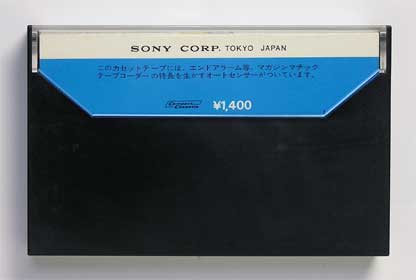 SONY CORP. TOKYO JAPAN
このカセットテープには、エンドアラーム等、マガジンマチック
テープコーダーの特長を生かすオートセンサーがついています。
Compact Cassette
¥1,400